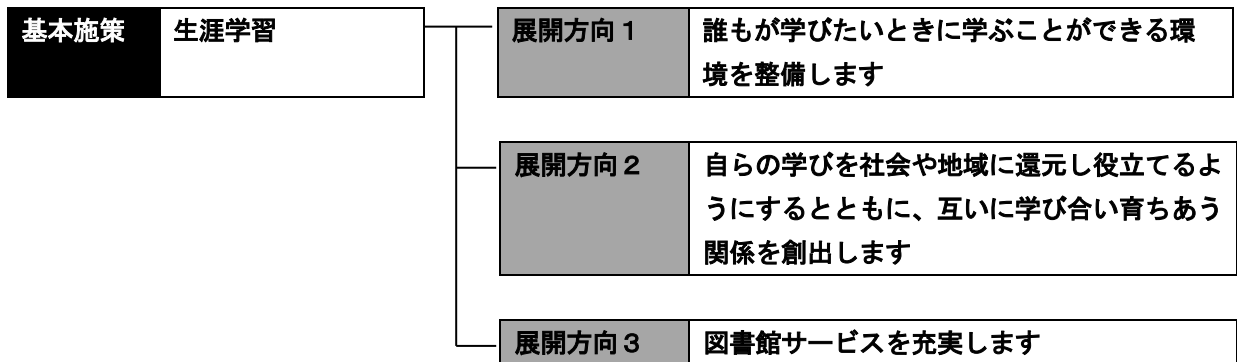 基本施策 生涯学習
展開方向１ 誰もが学びたいときに学ぶことができる環
境を整備します
展開方向２ 自らの学びを社会や地域に還元し役立てるよ
うにするとともに、互いに学び合い育ちあう
関係を創出します
展開方向３ 図書館サービスを充実します